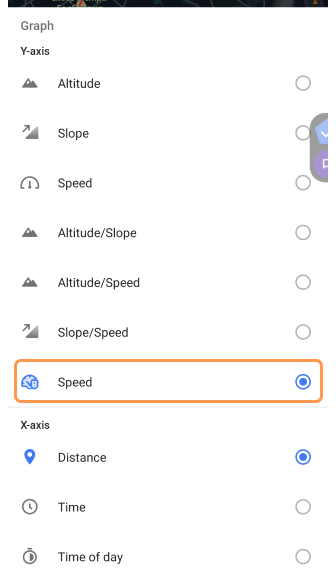 Graph
Y-axis
Altitude
Slope
Speed
Altitude/Slope
Altitude/Speed
Slope/Speed
Speed
X-axis
Distance
Time
Time of day